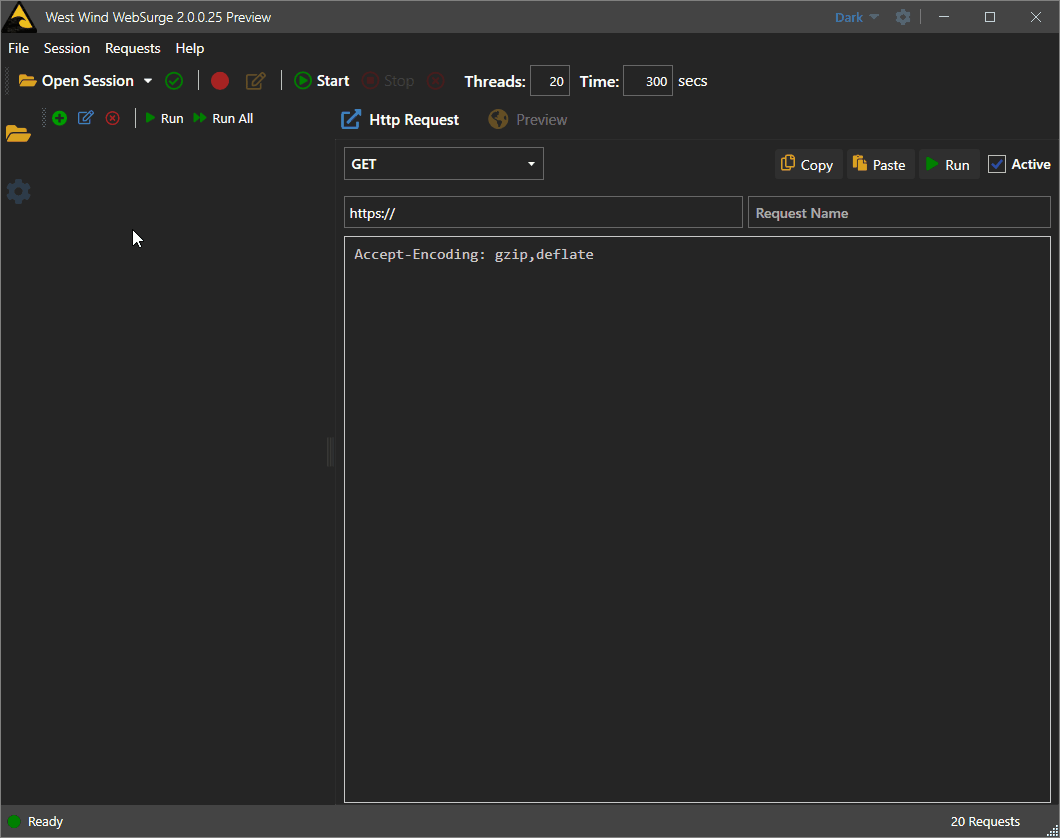 West Wind WebSurge 2.0.0.25 Preview Dark
File Session Requests Help
Open Session Start Stop Threads: 20 Time: 300 secs
Run Run All Http Request Preview
GET Copy Paste Run Active
https:// Request Name
Accept-Encoding: gzip,deflate
Ready 20 Requests